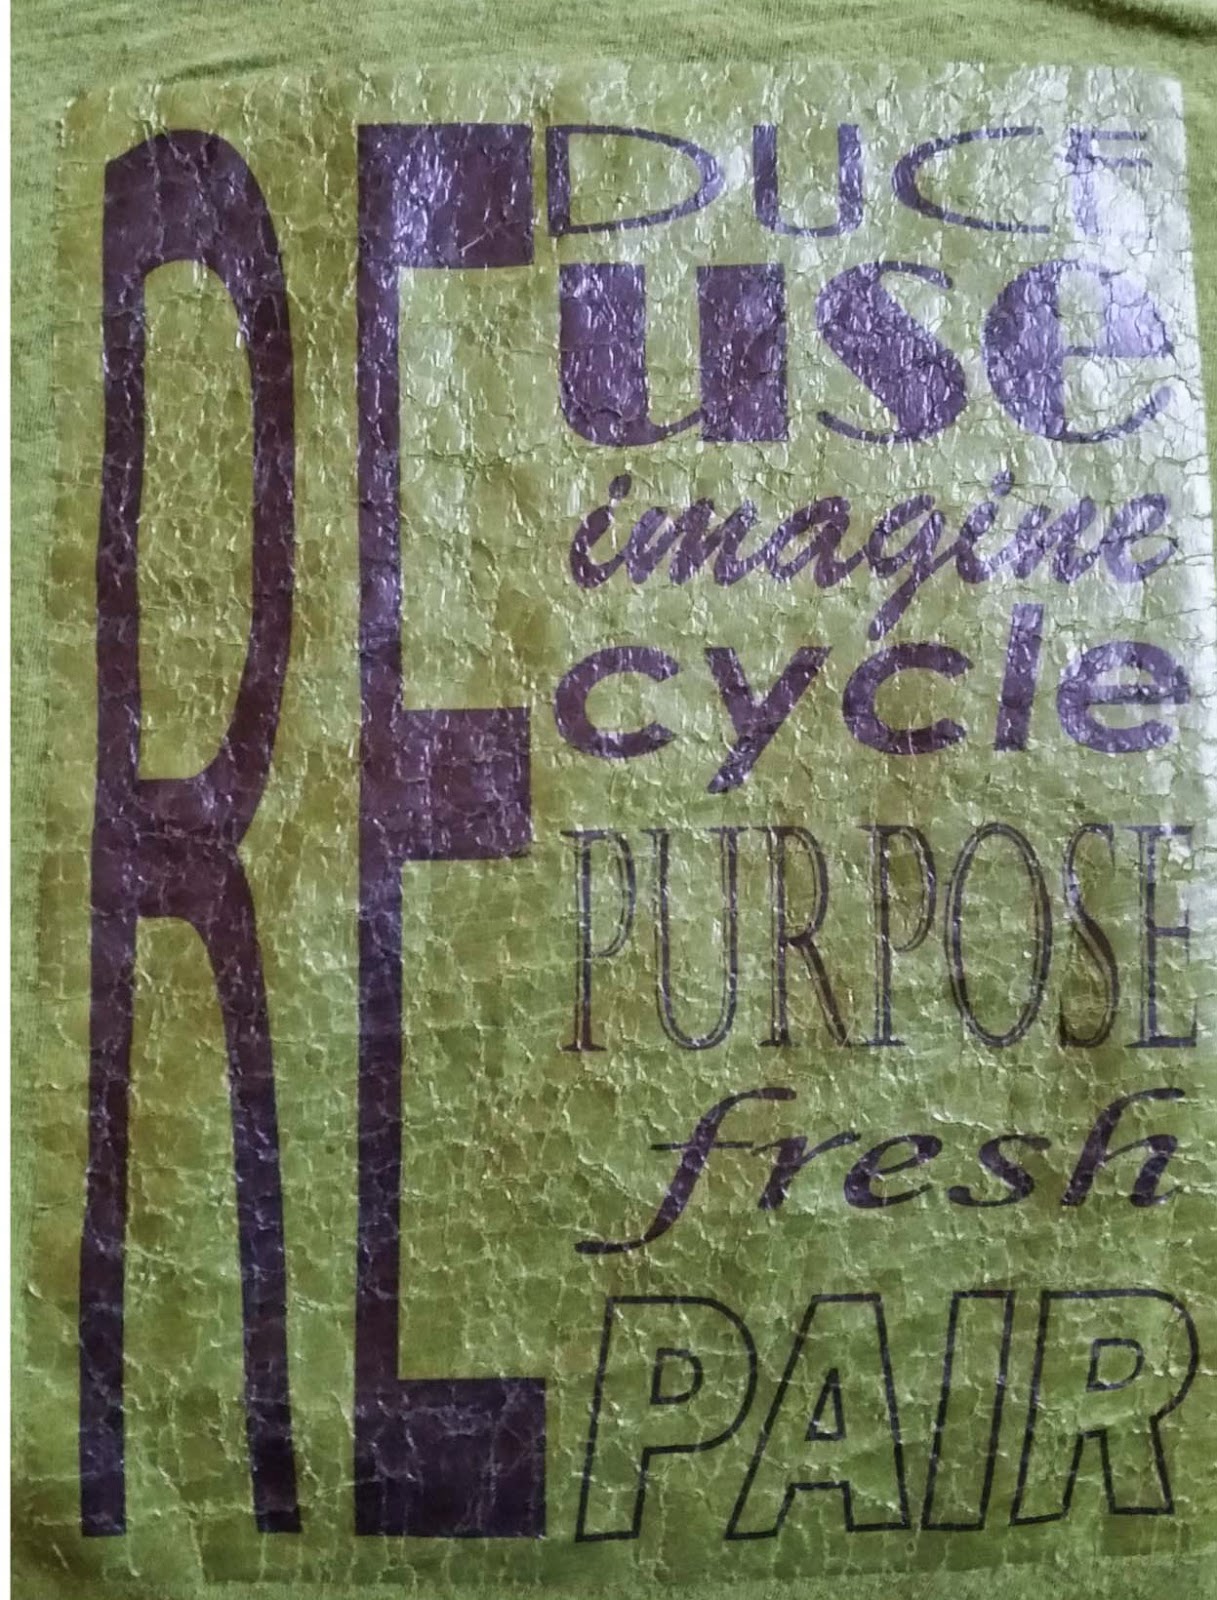 RE
DUCE
use
imagine
cycle
PURPOSE
fresh
PAIR